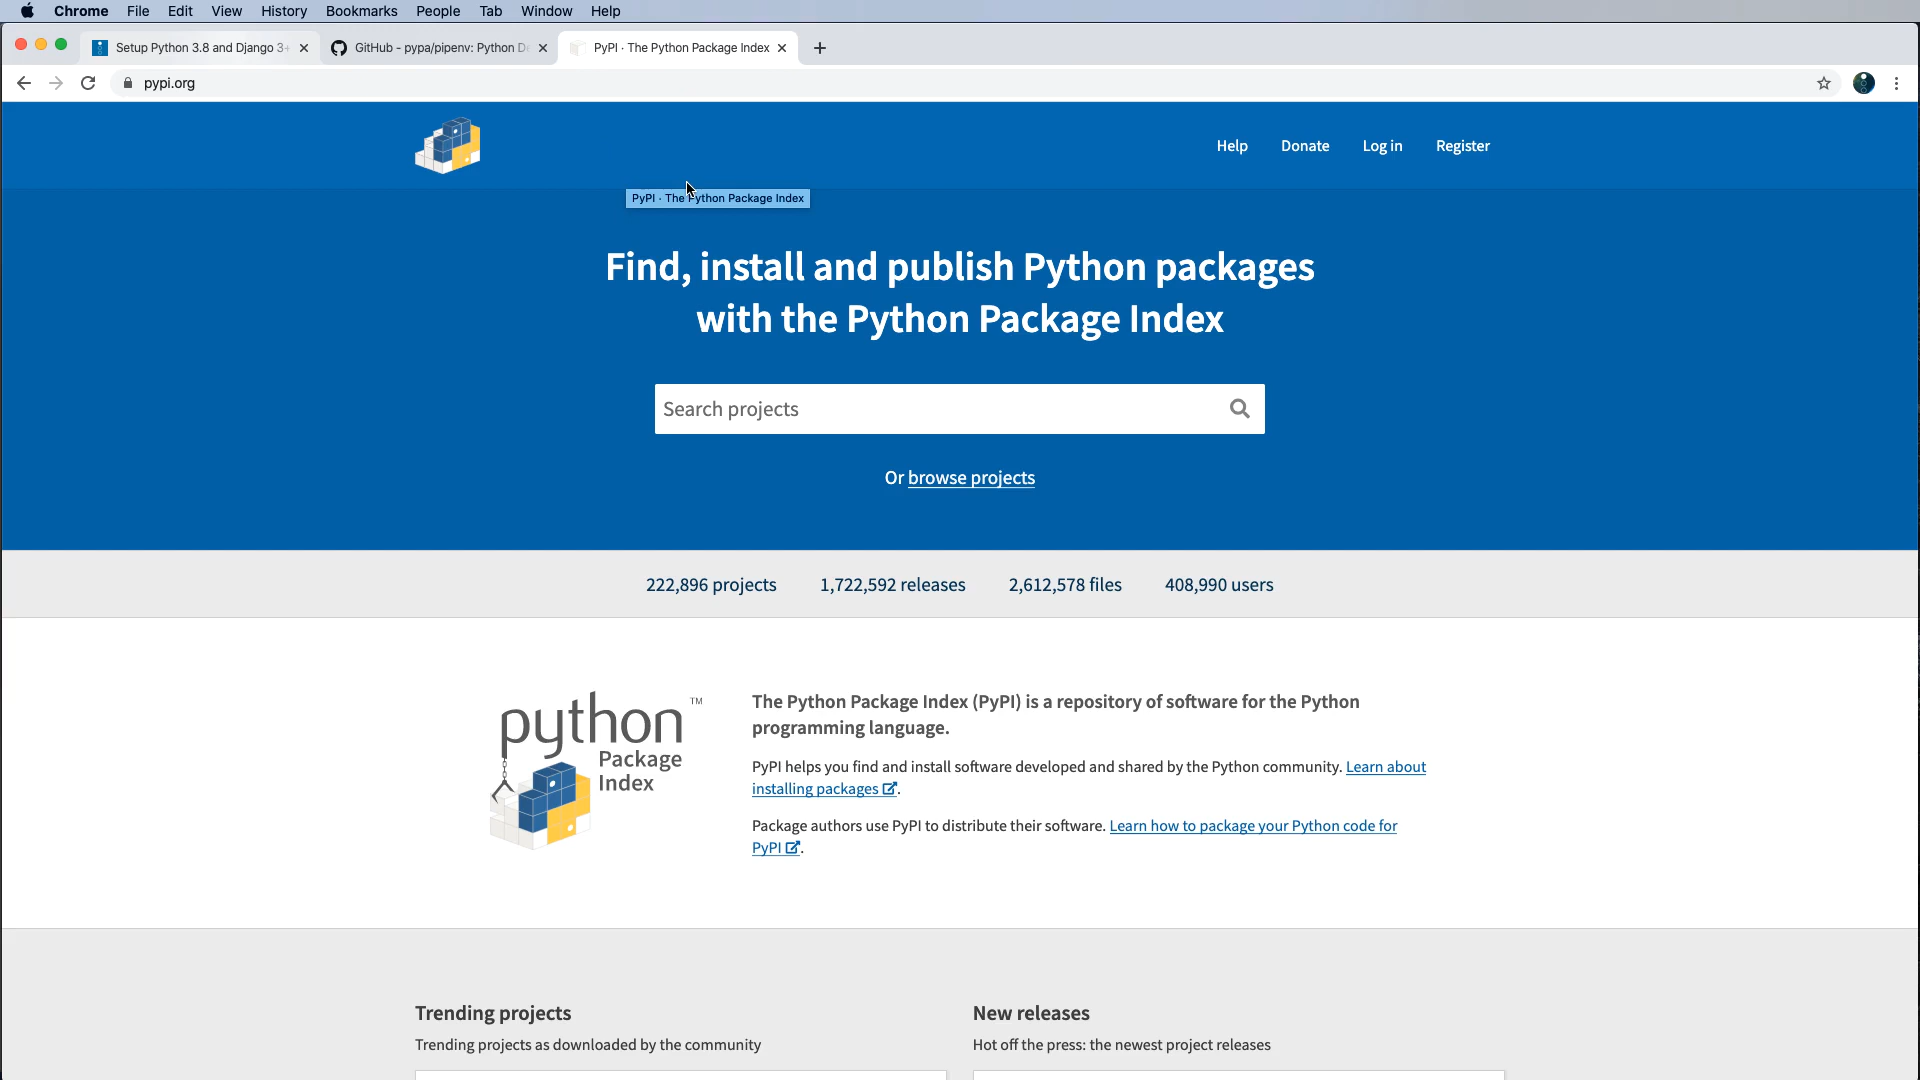 Chrome File Edit View History Bookmarks People Tab Window Help
Setup Python 3.8 and Django 3+
GitHub - pypa/pipenv: Python De
PyPI · The Python Package Index
pypi.org
Help Donate Log in Register
PyPI · The Python Package Index
Find, install and publish Python packages
with the Python Package Index
Search projects
Or browse projects
222,896 projects 1,722,592 releases 2,612,578 files 408,990 users
python TM
Package
Index
The Python Package Index (PyPI) is a repository of software for the Python
programming language.
PyPI helps you find and install software developed and shared by the Python community. Learn about
installing packages.
Package authors use PyPI to distribute their software. Learn how to package your Python code for
PyPI.
Trending projects
Trending projects as downloaded by the community
New releases
Hot off the press: the newest project releases